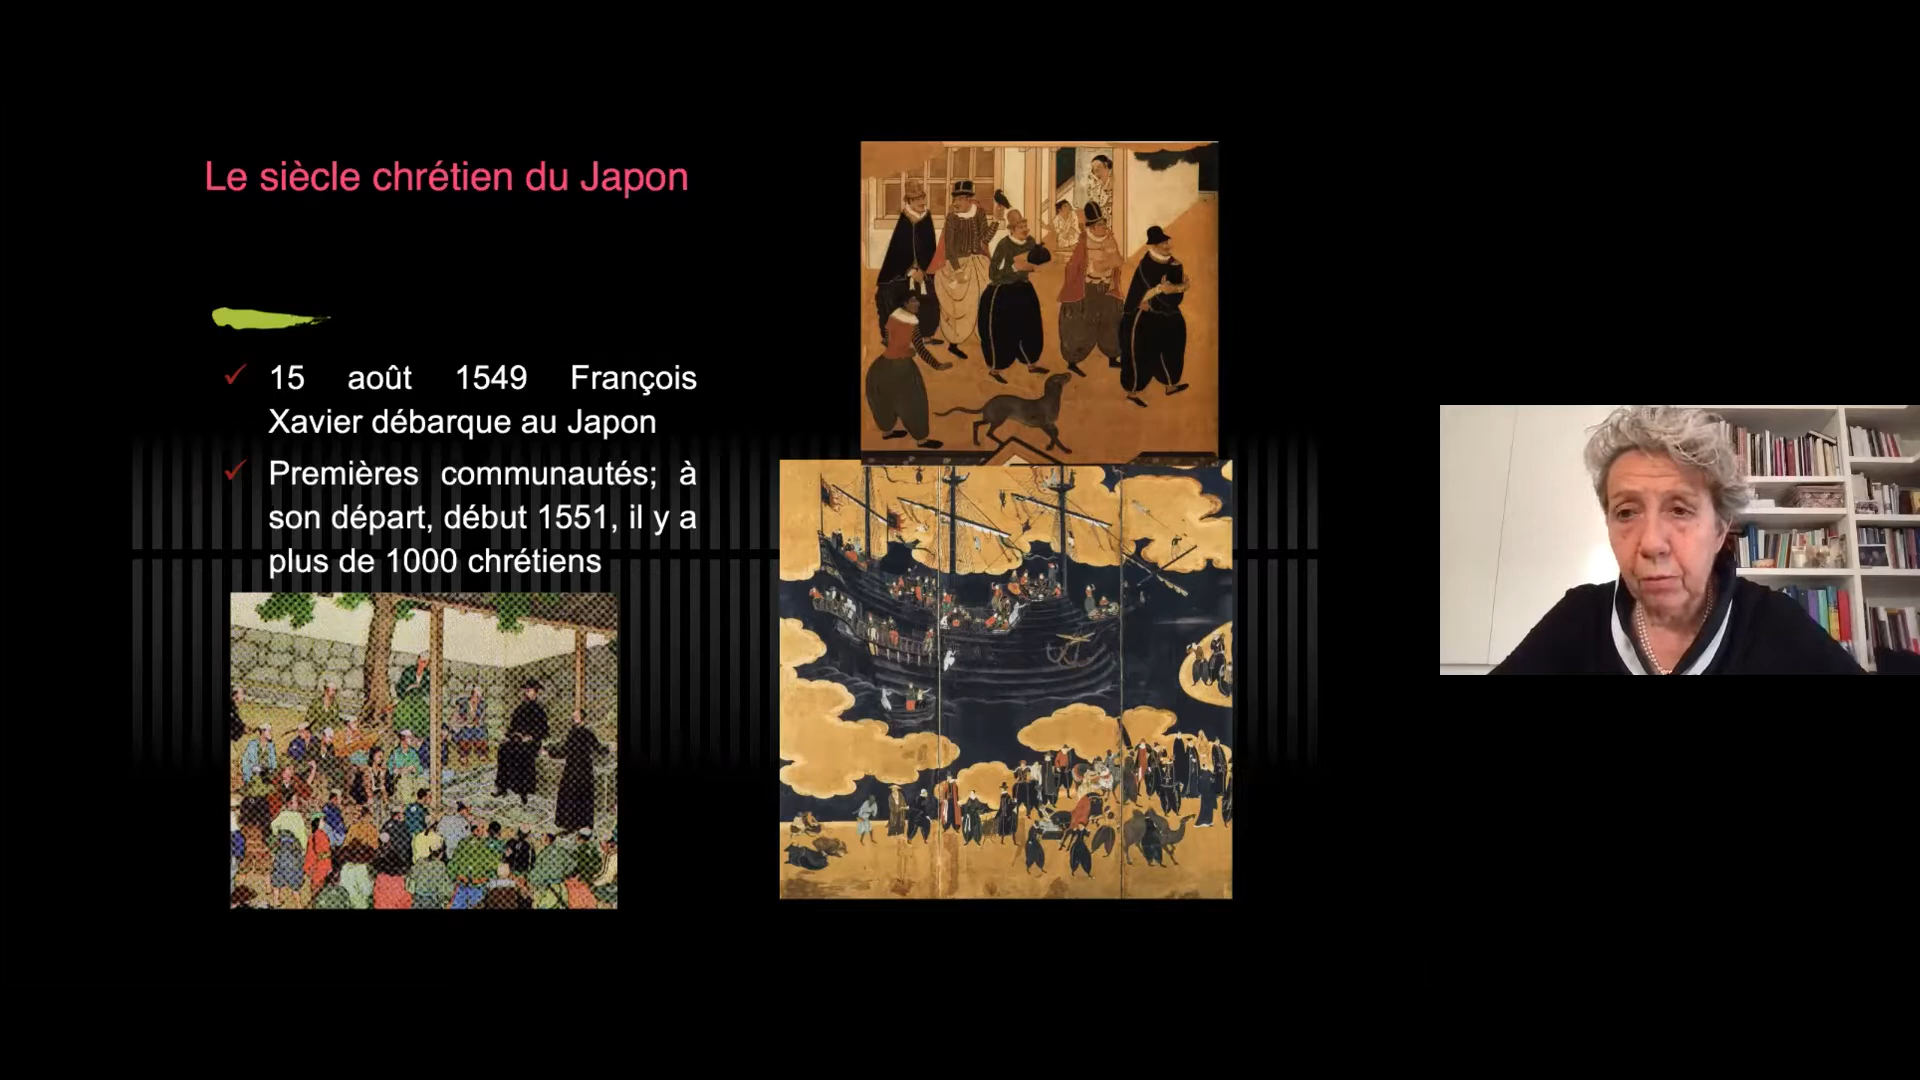 Le siècle chrétien du Japon
15 août 1549 François
Xavier débarque au Japon
Premières communautés; à
son départ, début 1551, il y a
plus de 1000 chrétiens